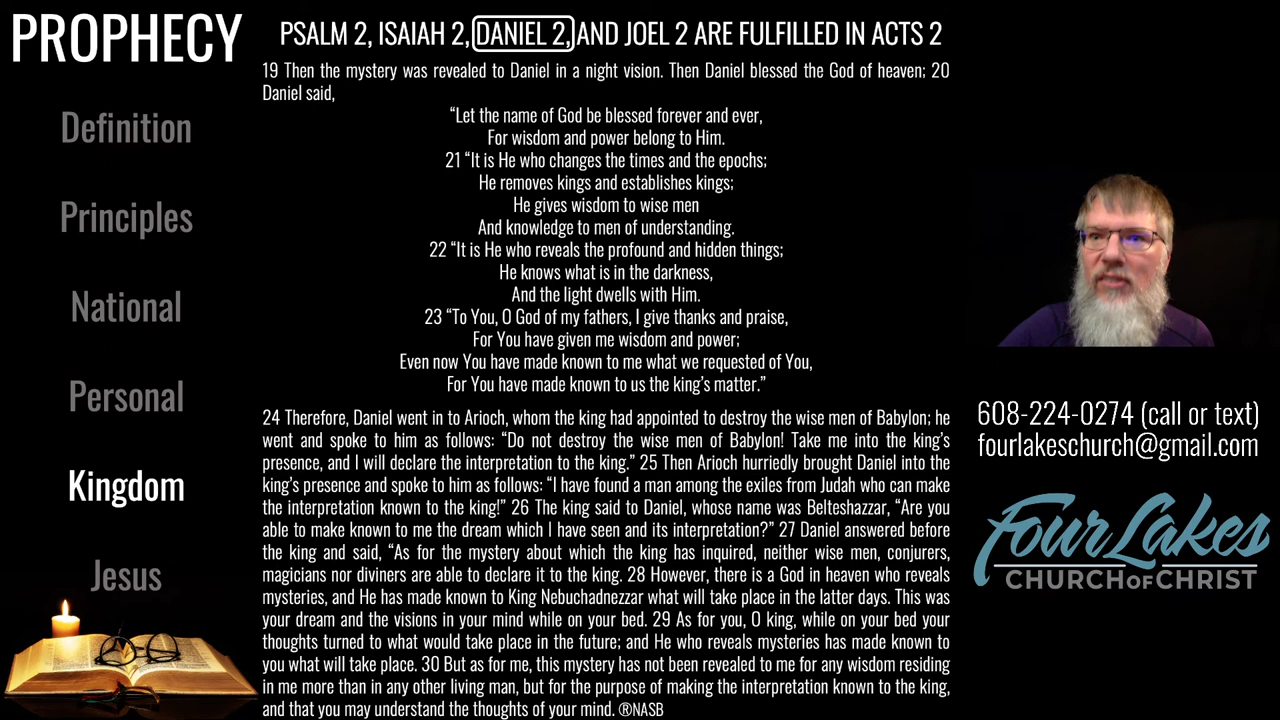 PROPHECY
Definition
Principles
National
Personal
Kingdom
Jesus
PSALM 2, ISAIAH 2, DANIEL 2, AND JOEL 2 ARE FULFILLED IN ACTS 2
19 Then the mystery was revealed to Daniel in a night vision. Then Daniel blessed the God of heaven; 20
Daniel said,
“Let the name of God be blessed forever and ever,
For wisdom and power belong to Him.
21 “It is He who changes the times and the epochs;
He removes kings and establishes kings;
He gives wisdom to wise men
And knowledge to men of understanding.
22 “It is He who reveals the profound and hidden things;
He knows what is in the darkness,
And the light dwells with Him.
23 “To You, O God of my fathers, I give thanks and praise,
For You have given me wisdom and power;
Even now You have made known to me what we requested of You,
For You have made known to us the king’s matter.”
24 Therefore, Daniel went in to Arioch, whom the king had appointed to destroy the wise men of Babylon; he
went and spoke to him as follows: “Do not destroy the wise men of Babylon! Take me into the king’s
presence, and I will declare the interpretation to the king.” 25 Then Arioch hurriedly brought Daniel into the
king’s presence and spoke to him as follows: “I have found a man among the exiles from Judah who can make
the interpretation known to the king!” 26 The king said to Daniel, whose name was Belteshazzar, “Are you
able to make known to me the dream which I have seen and its interpretation?” 27 Daniel answered before
the king and said, “As for the mystery about which the king has inquired, neither wise men, conjurers,
magicians nor diviners are able to declare it to the king. 28 However, there is a God in heaven who reveals
mysteries, and He has made known to King Nebuchadnezzar what will take place in the latter days. This was
your dream and the visions in your mind while on your bed. 29 As for you, O king, while on your bed your
thoughts turned to what would take place in the future; and He who reveals mysteries has made known to
you what will take place. 30 But as for me, this mystery has not been revealed to me for any wisdom residing
in me more than in any other living man, but for the purpose of making the interpretation known to the king,
and that you may understand the thoughts of your mind. ®NASB
608-224-0274 (call or text)
fourlakeschurch@gmail.com
Four Lakes
CHURCH OF CHRIST